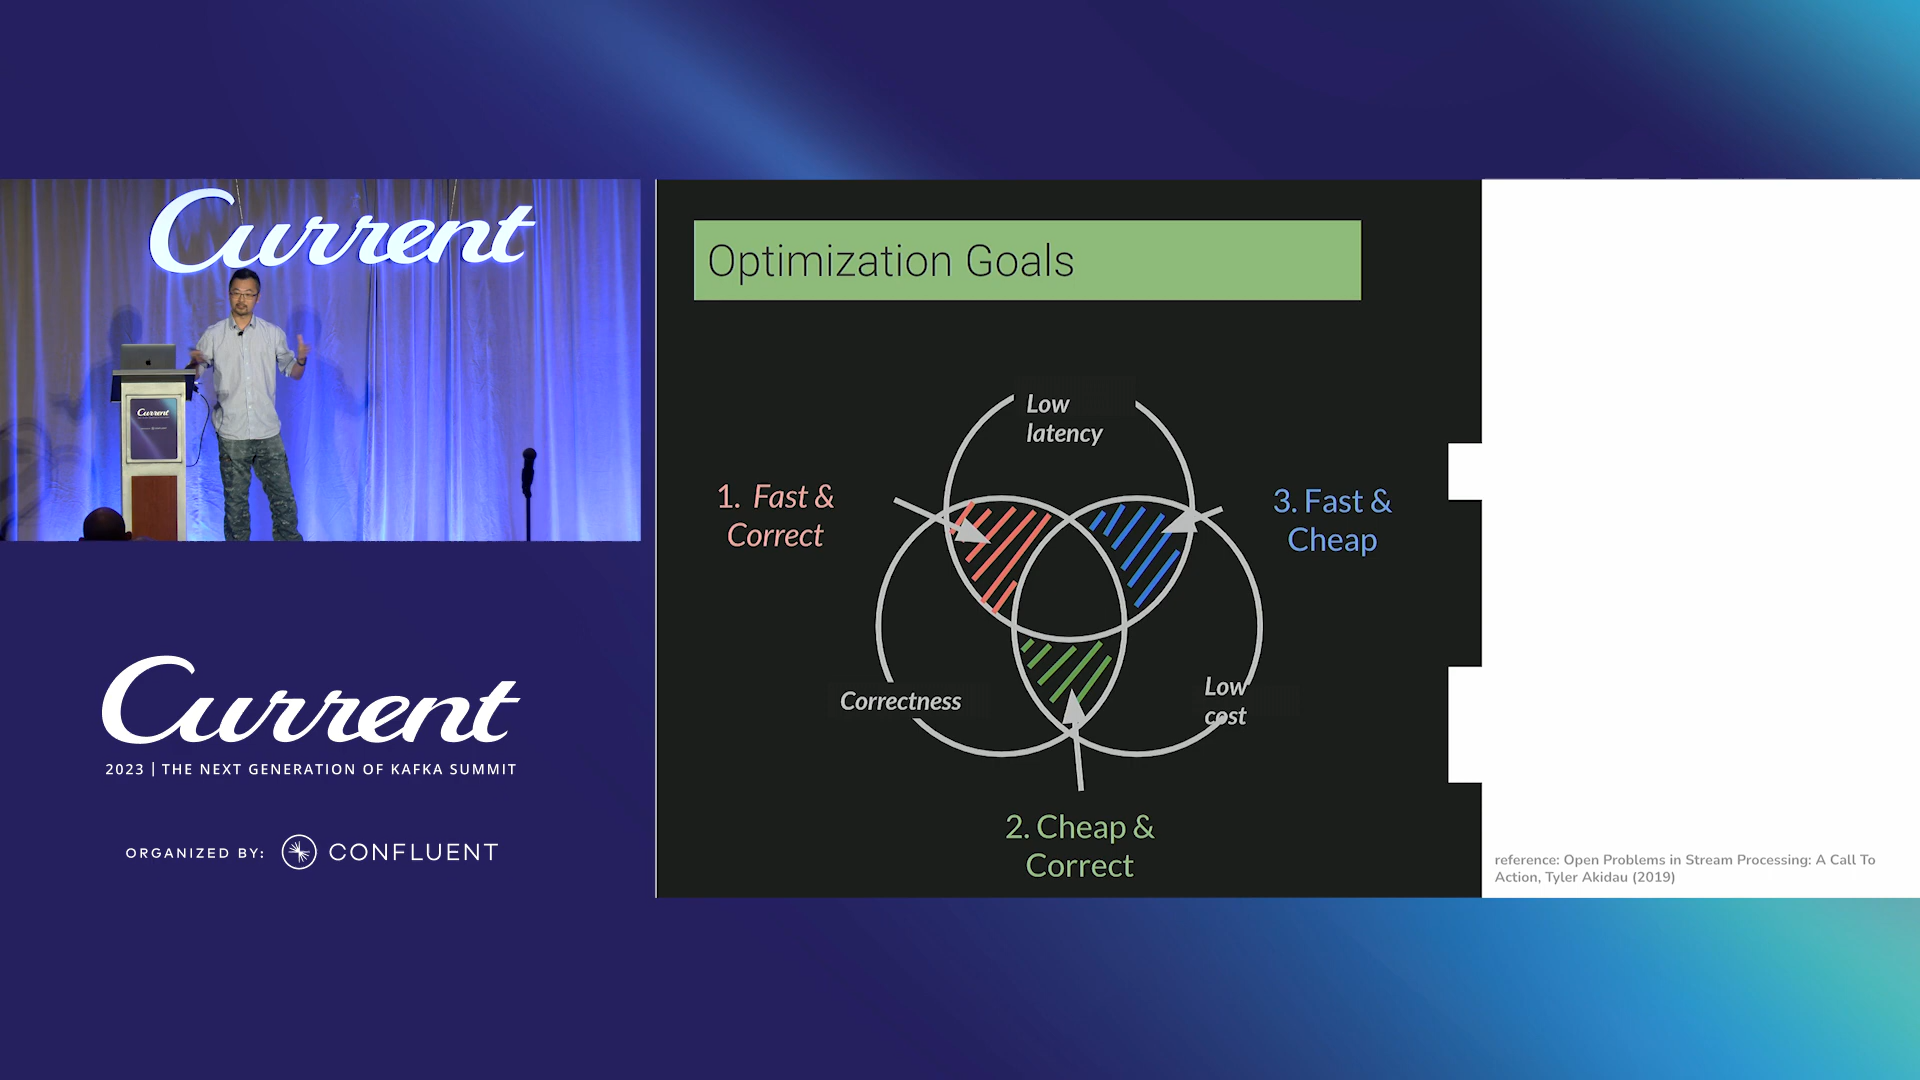 Current
Current
Current
2023 | THE NEXT GENERATION OF KAFKA SUMMIT
ORGANIZED BY: CONFLUENT
Optimization Goals
Low
latency
1. Fast &
Correct
3. Fast &
Cheap
Correctness
Low
cost
2. Cheap &
Correct
reference: Open Problems in Stream Processing: A Call To
Action, Tyler Akidau (2019)